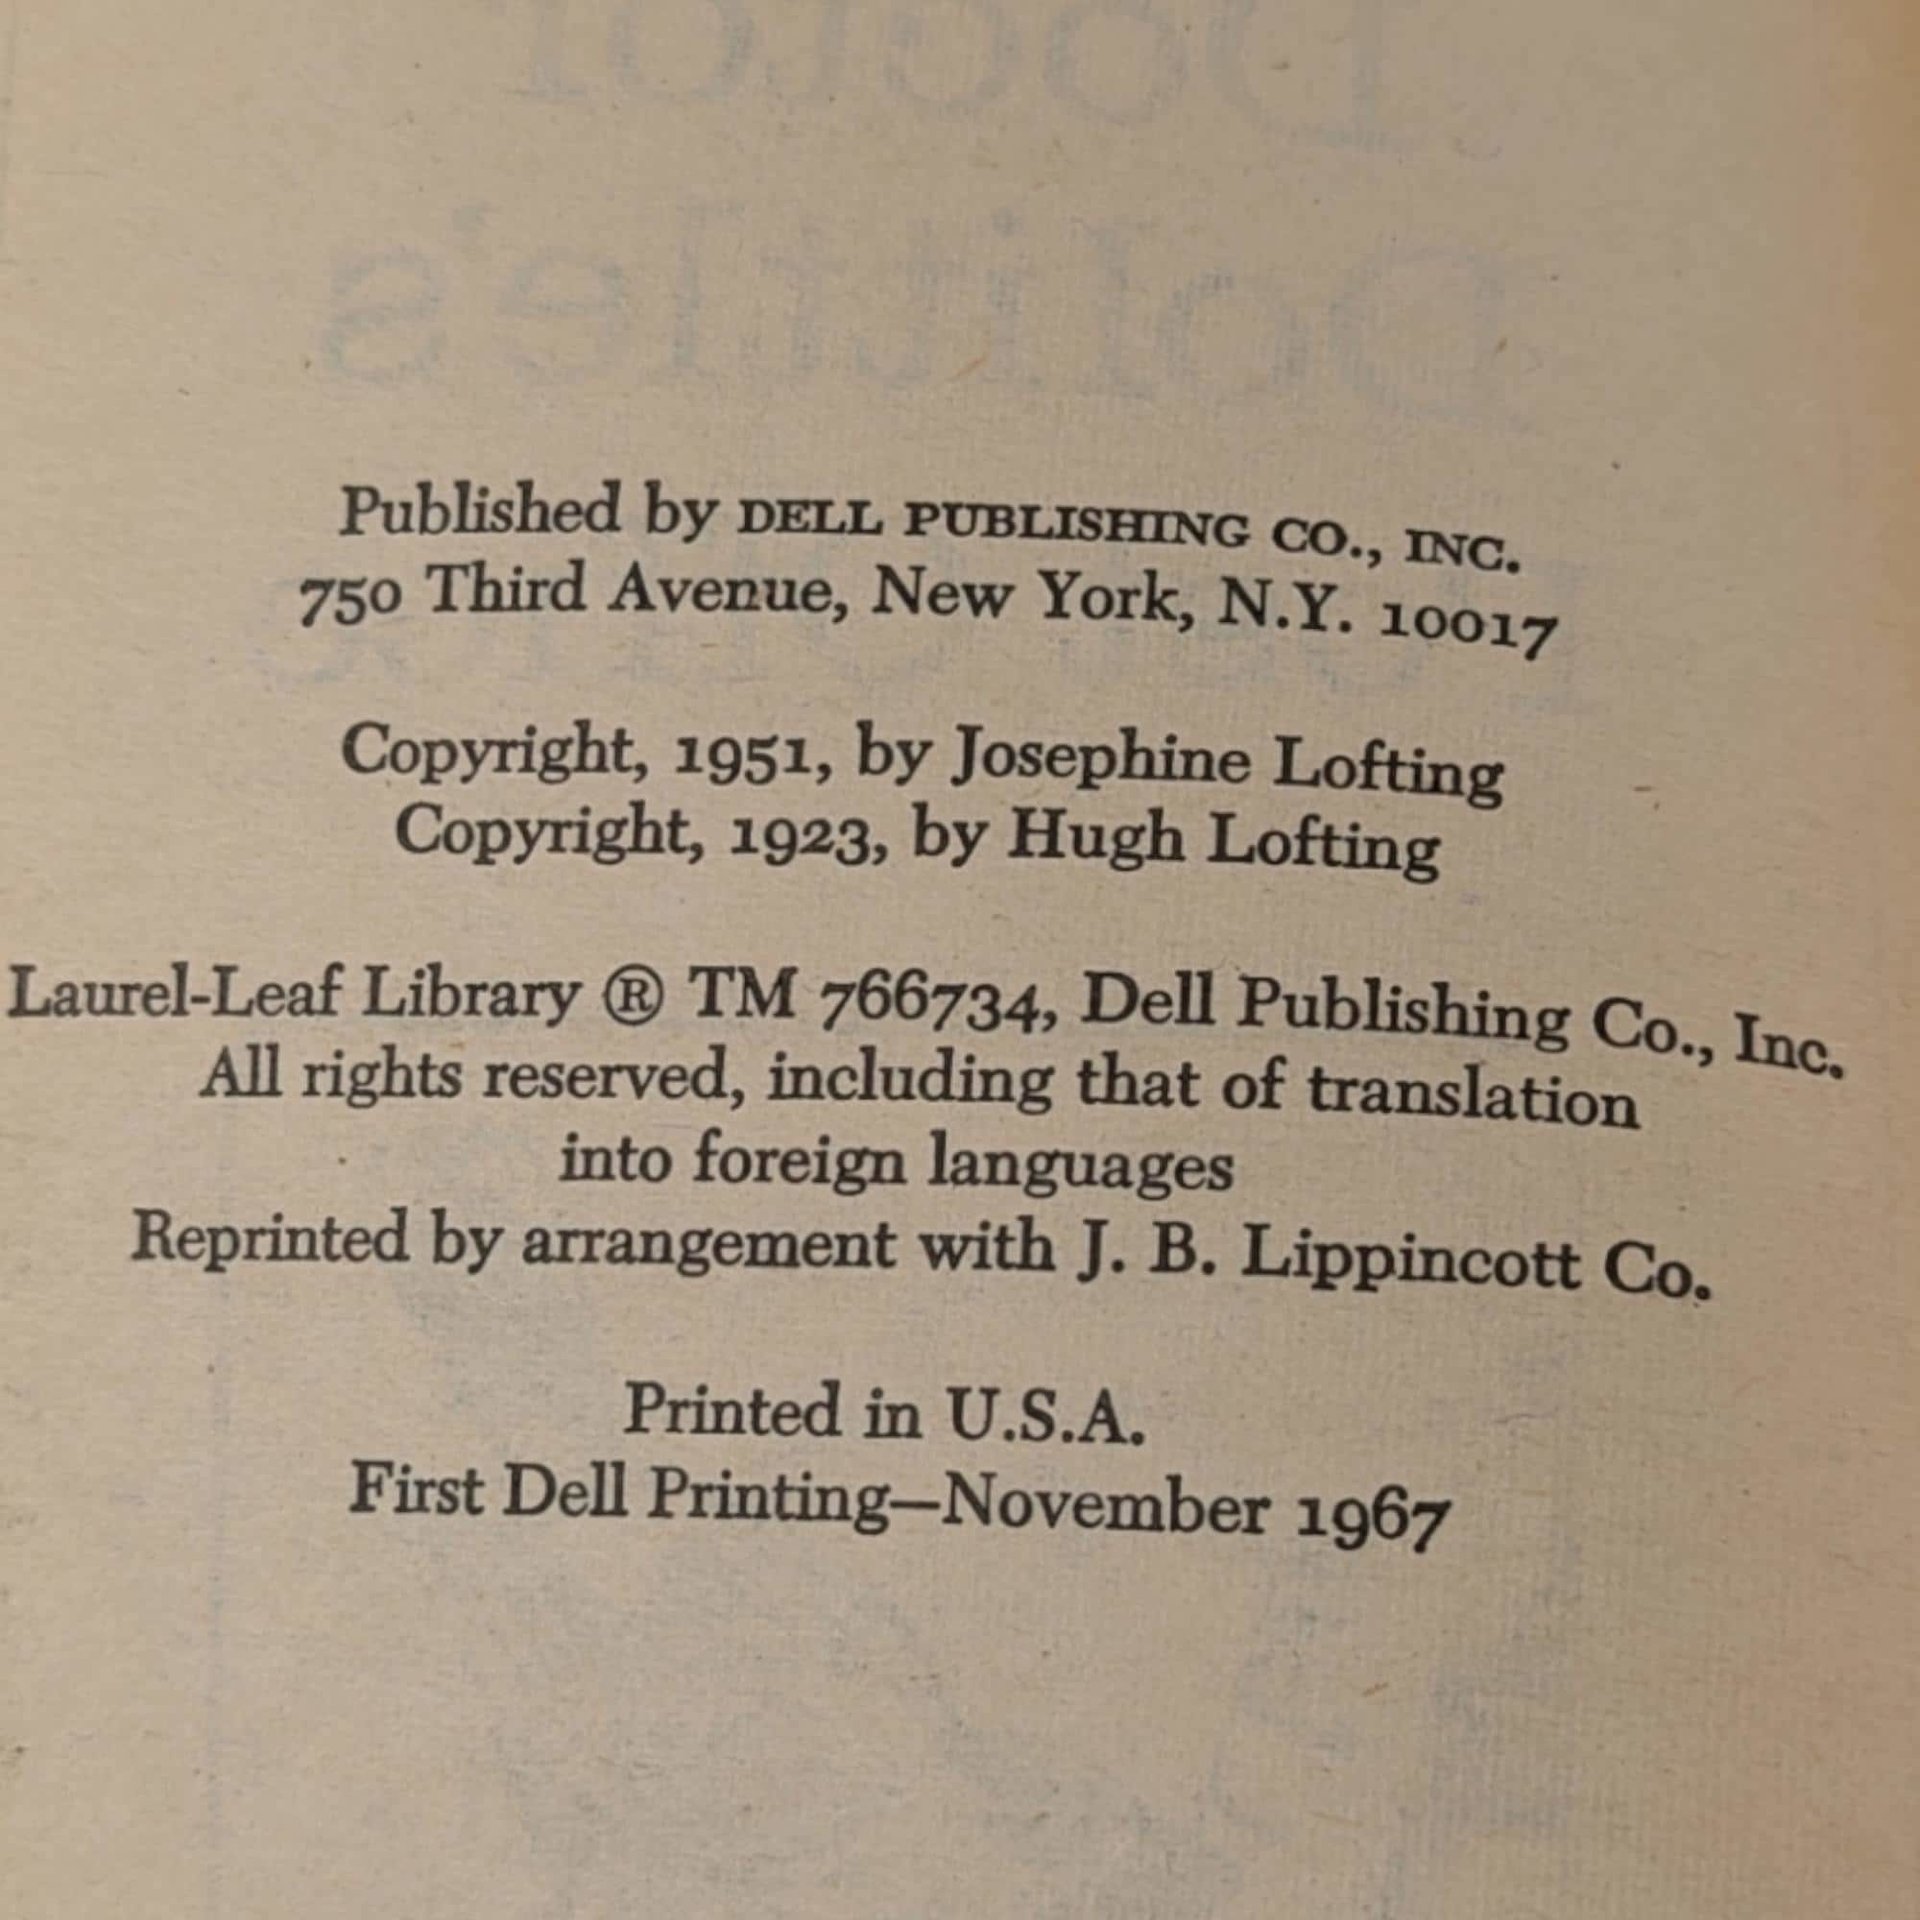 Published by DELL PUBLISHING CO., INC.
750 Third Avenue, New York, N.Y. 10017
Copyright, 1951, by Josephine Lofting
Copyright, 1923, by Hugh Lofting
Laurel-Leaf Library ® TM 766734, Dell Publishing Co., Inc.
All rights reserved, including that of translation
into foreign languages
Reprinted by arrangement with J. B. Lippincott Co.
Printed in U.S.A.
First Dell Printing—November 1967